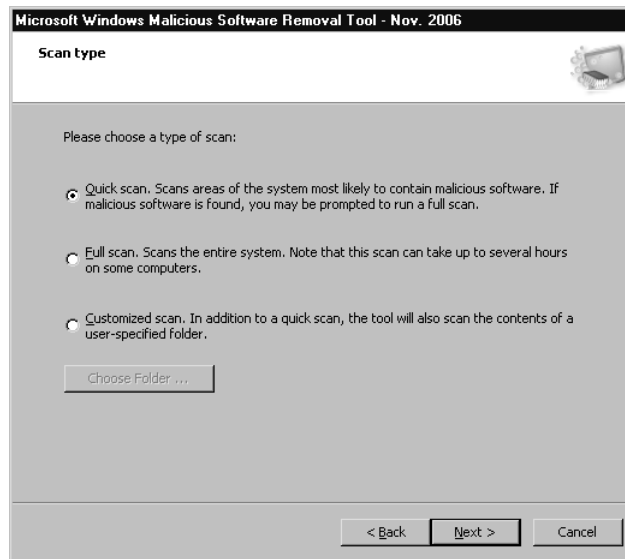 Microsoft Windows Malicious Software Removal Tool - Nov. 2006
Scan type
Please choose a type of scan:
Quick scan. Scans areas of the system most likely to contain malicious software. If
malicious software is found, you may be prompted to run a full scan.
Full scan. Scans the entire system. Note that this scan can take up to several hours
on some computers.
Customized scan. In addition to a quick scan, the tool will also scan the contents of a
user-specified folder.
Choose Folder ...
< Back Next > Cancel